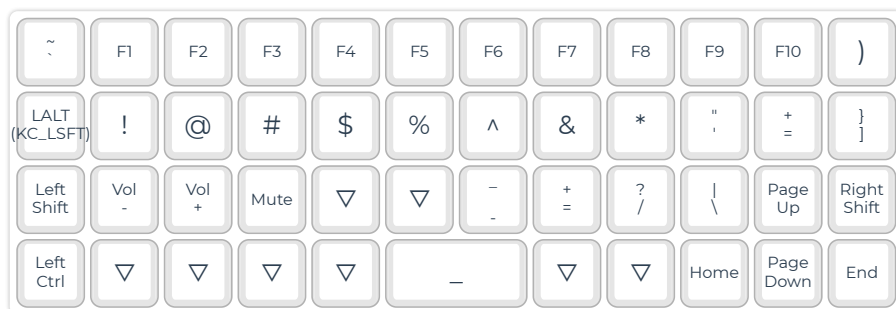 ~
` F1 F2 F3 F4 F5 F6 F7 F8 F9 F10 )
LALT
(KC_LSFT) ! @ # $ % ^ & * "
' +
= }
]
Left
Shift Vol
- Vol
+ Mute ▽ ▽ _
- +
= ?
/ |
\ Page
Up Right
Shift
Left
Ctrl ▽ ▽ ▽ ▽ _ ▽ ▽ Home Page
Down End